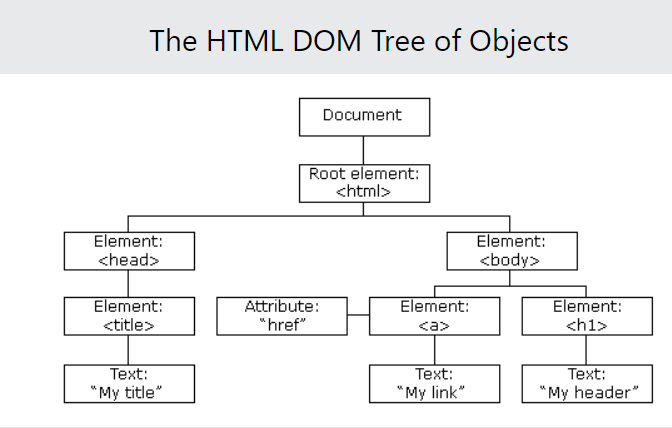 The HTML DOM Tree of Objects
Document
Root element:
<html>
Element:
<head>
Element:
<body>
Element:
<title>
Attribute:
“href”
Element:
<a>
Element:
<h1>
Text:
“My title”
Text:
“My link”
Text:
“My header”